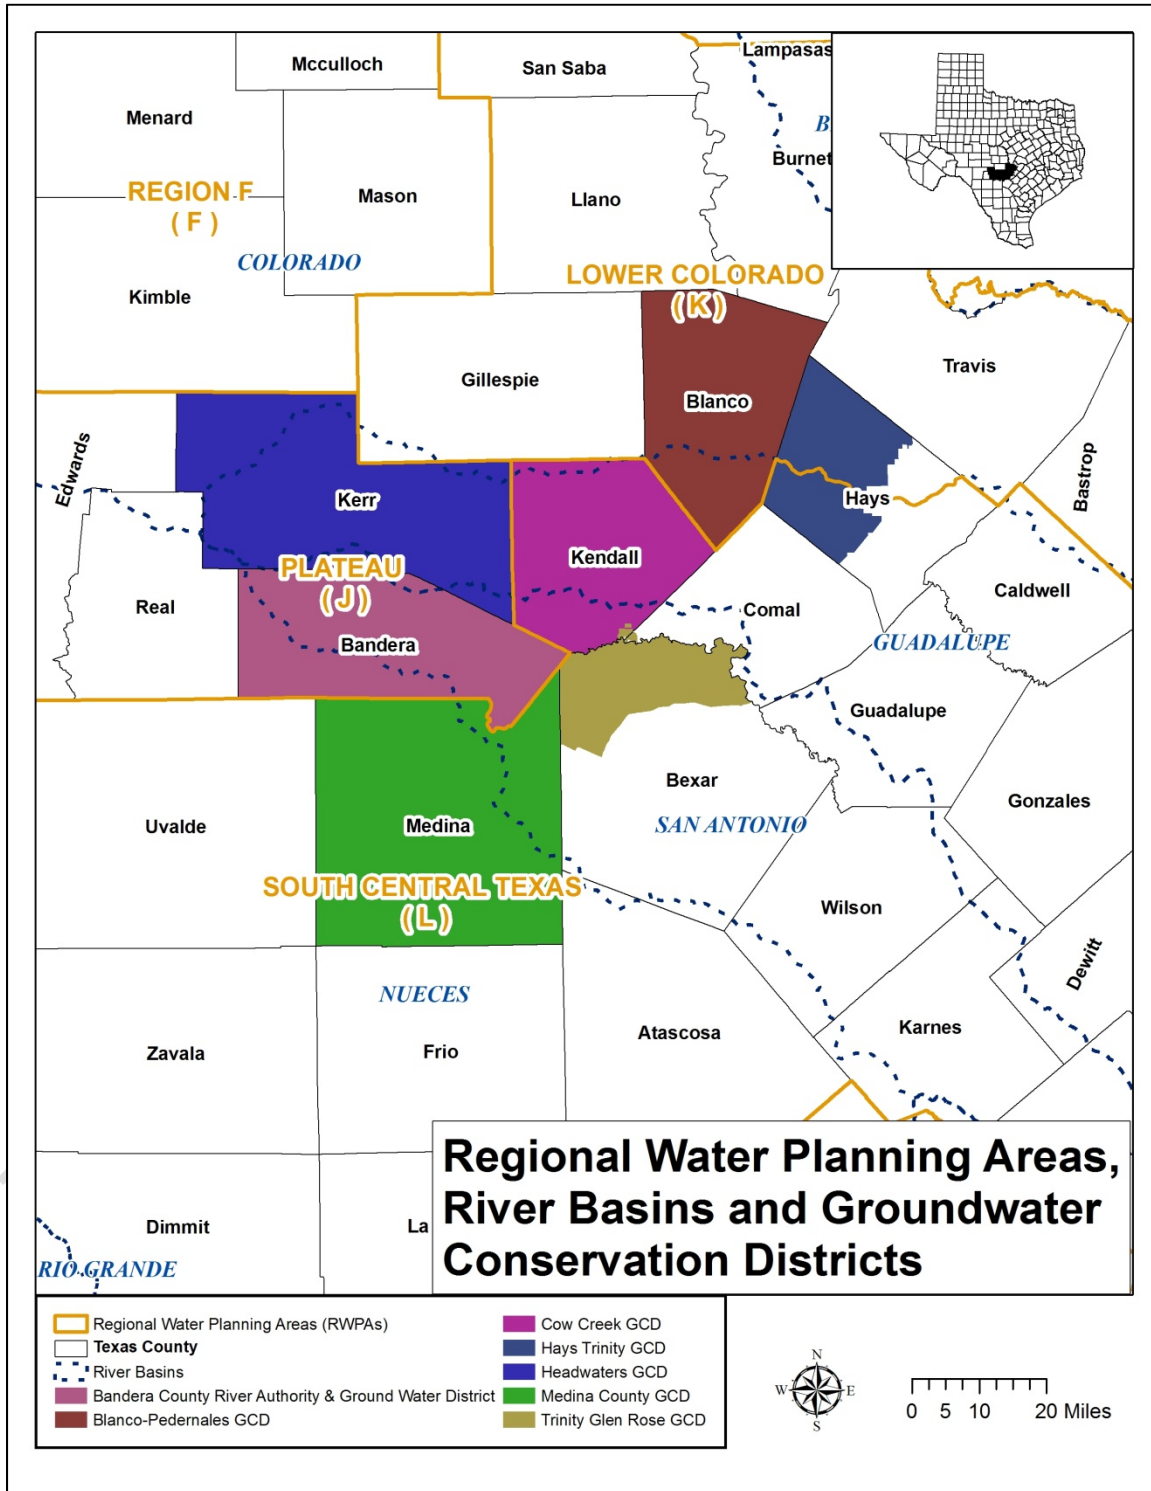 Mcculloch
San Saba
Lampasas
Menard
B
Burnet
REGION F
( F )
Mason
Llano
COLORADO
LOWER COLORADO
( K )
Kimble
Travis
Gillespie
Blanco
Edwards
Bastrop
Kerr
Hays
Kendall
PLATEAU
( J )
Real
Caldwell
Comal
Bandera
GUADALUPE
Guadalupe
Bexar
Gonzales
Uvalde
Medina
SAN ANTONIO
SOUTH CENTRAL TEXAS
( L )
Wilson
Dewitt
NUECES
Karnes
Atascosa
Zavala
Frio
Dimmit
La
RIO GRANDE
Regional Water Planning Areas,
River Basins and Groundwater
Conservation Districts
Regional Water Planning Areas (RWPAs)
Texas County
River Basins
Bandera County River Authority & Ground Water District
Blanco-Pedernales GCD
Cow Creek GCD
Hays Trinity GCD
Headwaters GCD
Medina County GCD
Trinity Glen Rose GCD
N
W
E
S
0 5 10 20 Miles